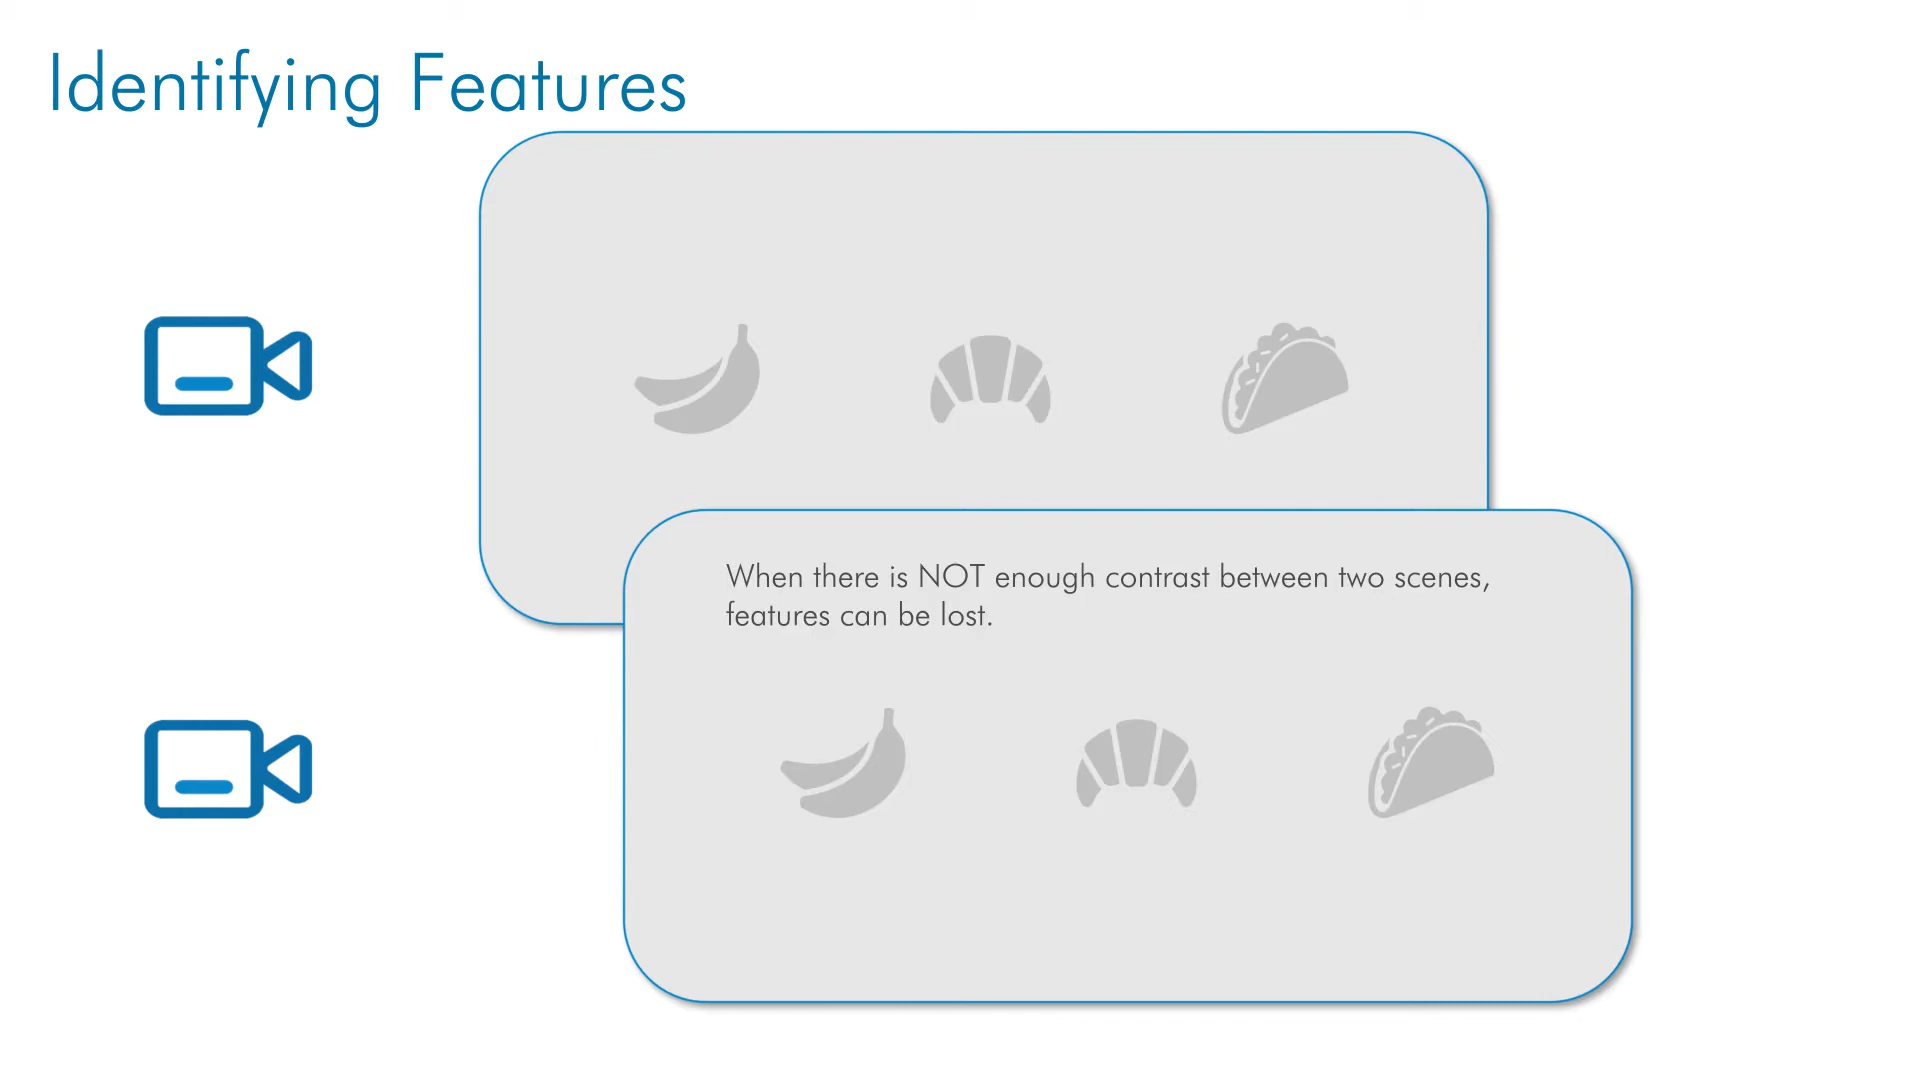 Identifying Features
When there is NOT enough contrast between two scenes,
features can be lost.